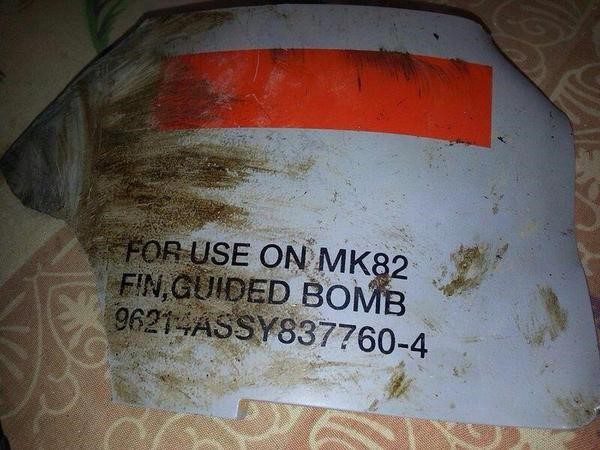 FOR USE ON MK82
FIN,GUIDED BOMB
96214ASSY837760-4